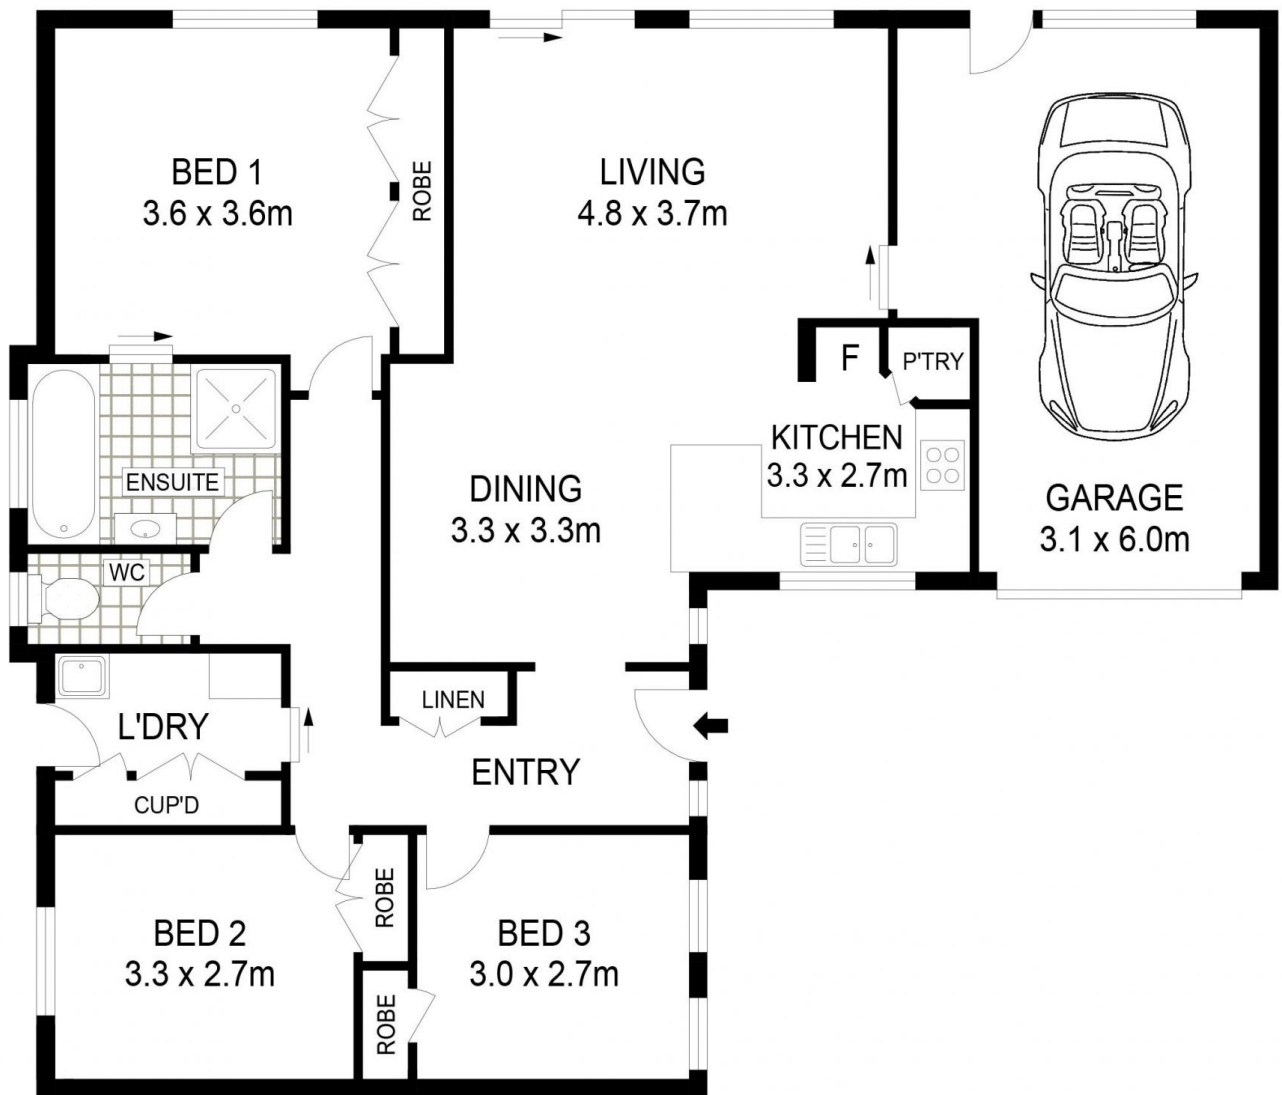 BED 1
3.6 x 3.6m
ROBE
LIVING
4.8 x 3.7m
F
P'TRY
KITCHEN
3.3 x 2.7m
DINING
3.3 x 3.3m
GARAGE
3.1 x 6.0m
ENSUITE
WC
L'DRY
CUP'D
LINEN
ENTRY
BED 2
3.3 x 2.7m
ROBE
ROBE
BED 3
3.0 x 2.7m